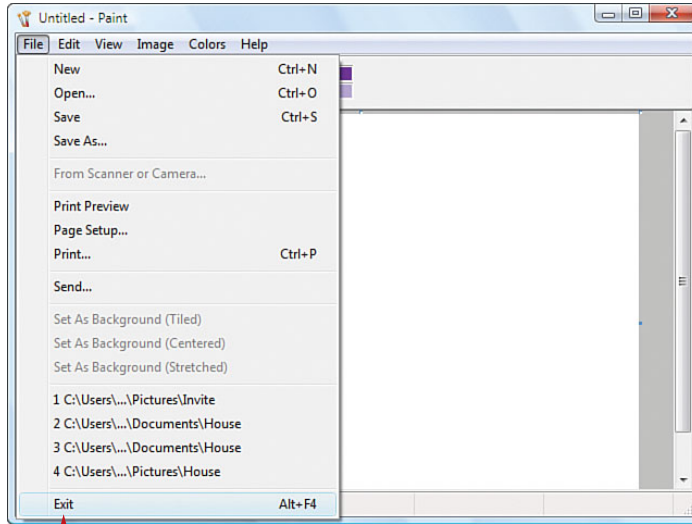 Untitled - Paint
File Edit View Image Colors Help
New Ctrl+N
Open... Ctrl+O
Save Ctrl+S
Save As...
From Scanner or Camera...
Print Preview
Page Setup...
Print... Ctrl+P
Send...
Set As Background (Tiled)
Set As Background (Centered)
Set As Background (Stretched)
1 C:\Users\...\Pictures\Invite
2 C:\Users\...\Documents\House
3 C:\Users\...\Documents\House
4 C:\Users\...\Pictures\House
Exit Alt+F4